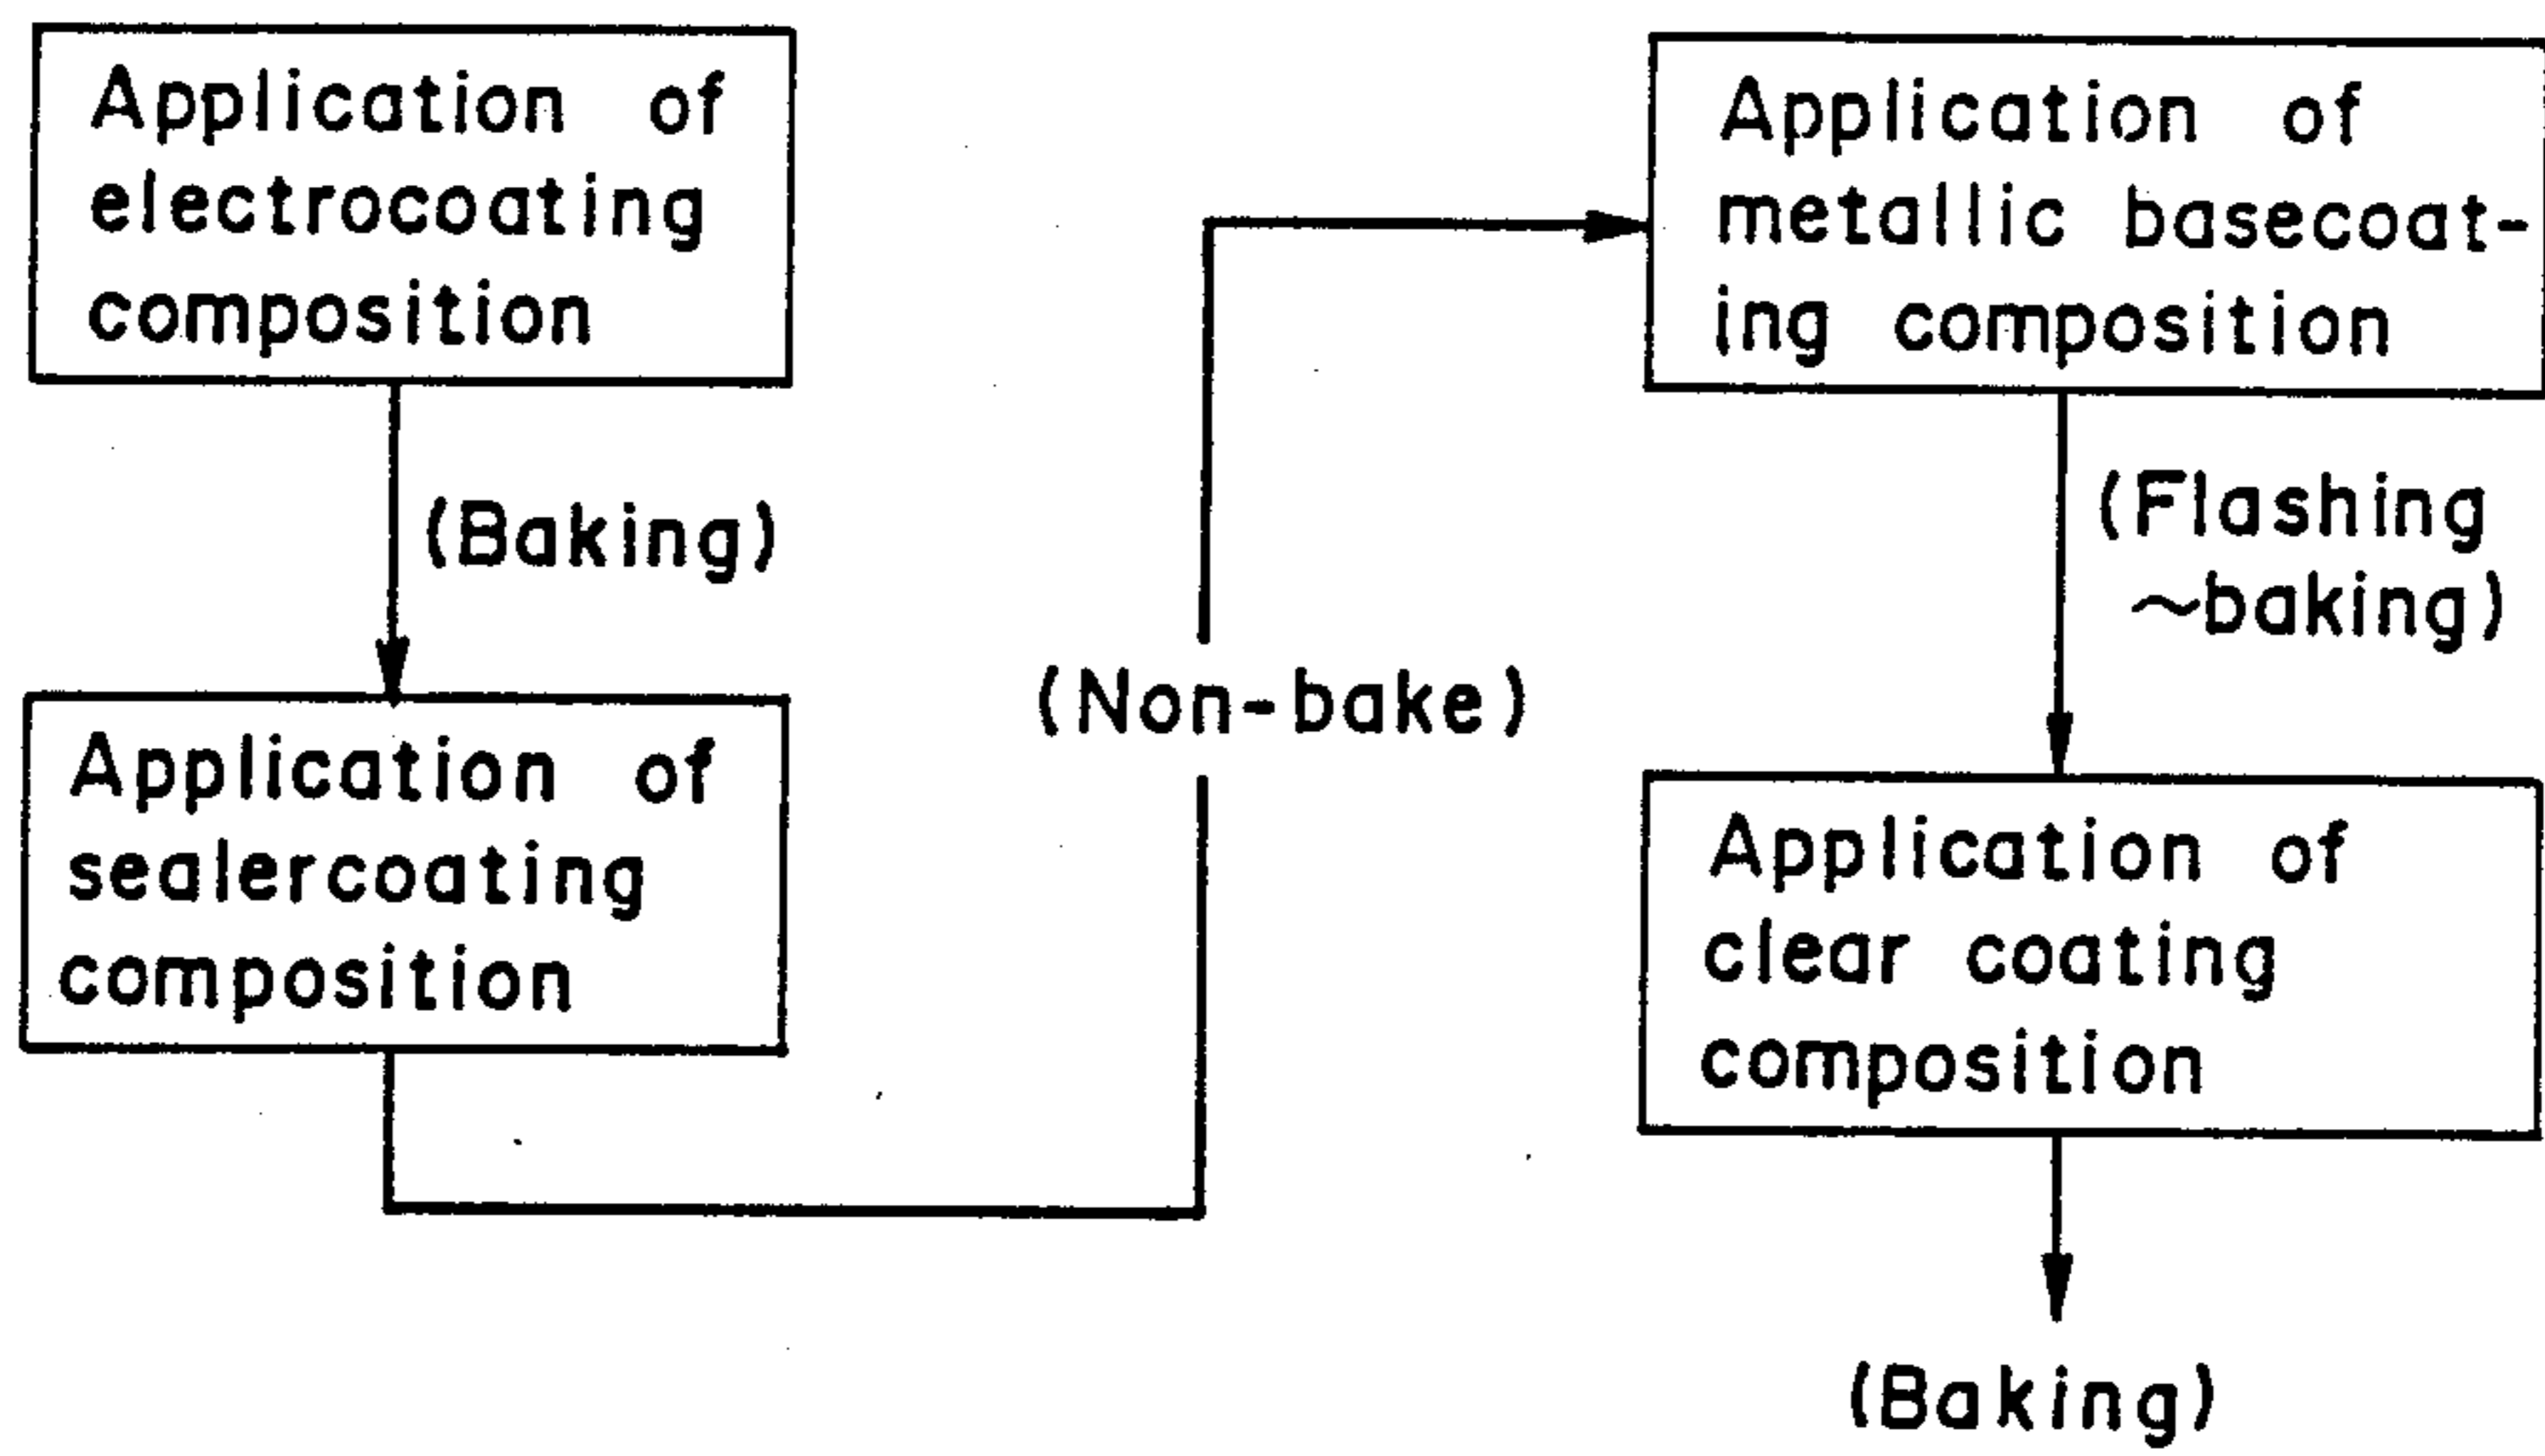 Application of
electrocoating
composition
(Baking)
Application of
sealercoating
composition
(Non-bake)
Application of
metallic basecoat-
ing composition
(Flashing
~baking)
Application of
clear coating
composition
(Baking)